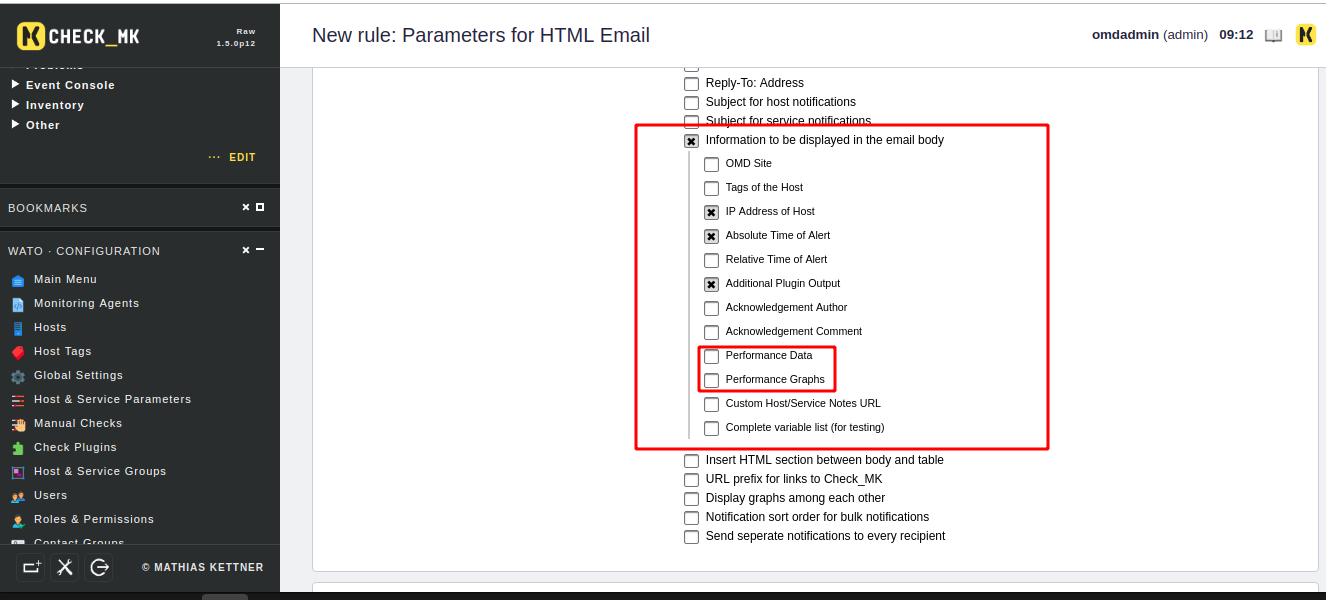 CHECK_MK
Raw
1.5.0p12
New rule: Parameters for HTML Email
omdadmin (admin) 09:12
Problems
Event Console
Inventory
Other
··· EDIT
BOOKMARKS
WATO · CONFIGURATION
Main Menu
Monitoring Agents
Hosts
Host Tags
Global Settings
Host & Service Parameters
Manual Checks
Check Plugins
Host & Service Groups
Users
Roles & Permissions
Contact Groups
© MATHIAS KETTNER
Reply-To: Address
Subject for host notifications
Subject for service notifications
Information to be displayed in the email body
OMD Site
Tags of the Host
IP Address of Host
Absolute Time of Alert
Relative Time of Alert
Additional Plugin Output
Acknowledgement Author
Acknowledgement Comment
Performance Data
Performance Graphs
Custom Host/Service Notes URL
Complete variable list (for testing)
Insert HTML section between body and table
URL prefix for links to Check_MK
Display graphs among each other
Notification sort order for bulk notifications
Send seperate notifications to every recipient